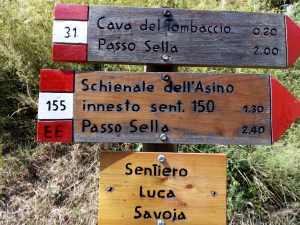 31
Cava del Tombaccio 0.20
Passo Sella 2.00
155
EE
Schienale dell'Asino
innesto sent. 150 1.30
Passo Sella 2.40
Sentiero
Luca
Savoja